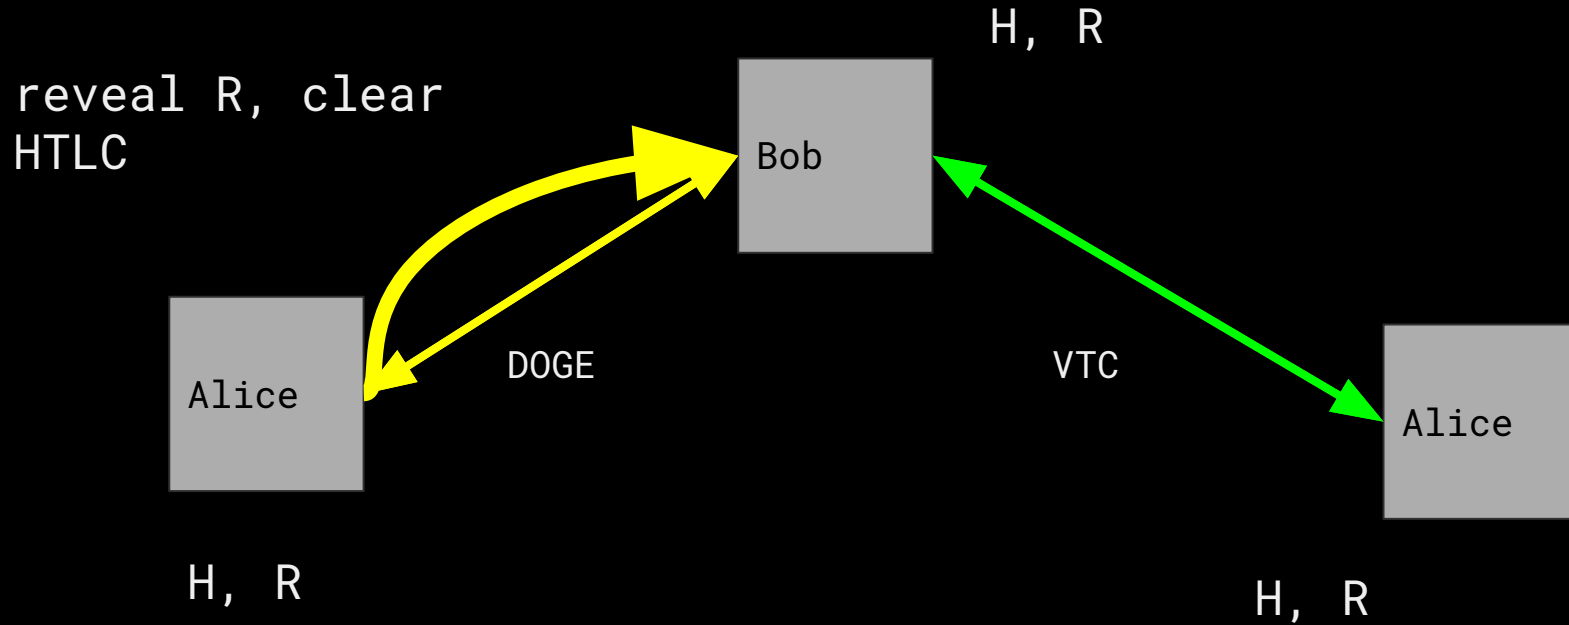 H, R
reveal R, clear
HTLC
Bob
DOGE
VTC
Alice
Alice
H, R
H, R